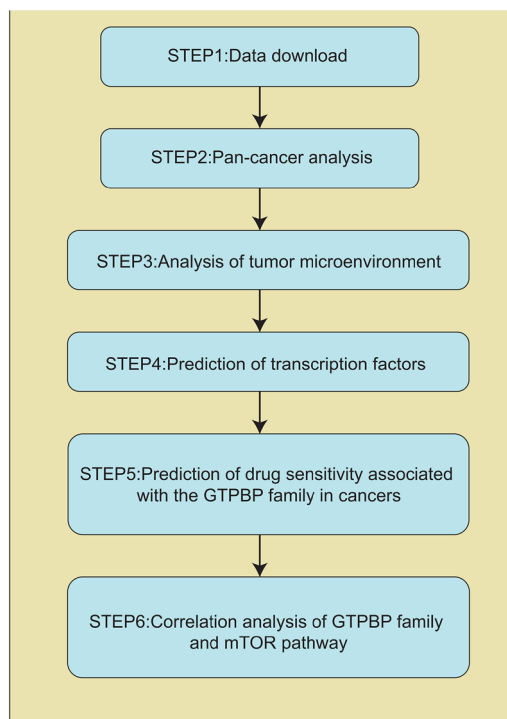 STEP1:Data download
STEP2:Pan-cancer analysis
STEP3:Analysis of tumor microenvironment
STEP4:Prediction of transcription factors
STEP5:Prediction of drug sensitivity associated
with the GTPBP family in cancers
STEP6:Correlation analysis of GTPBP family
and mTOR pathway